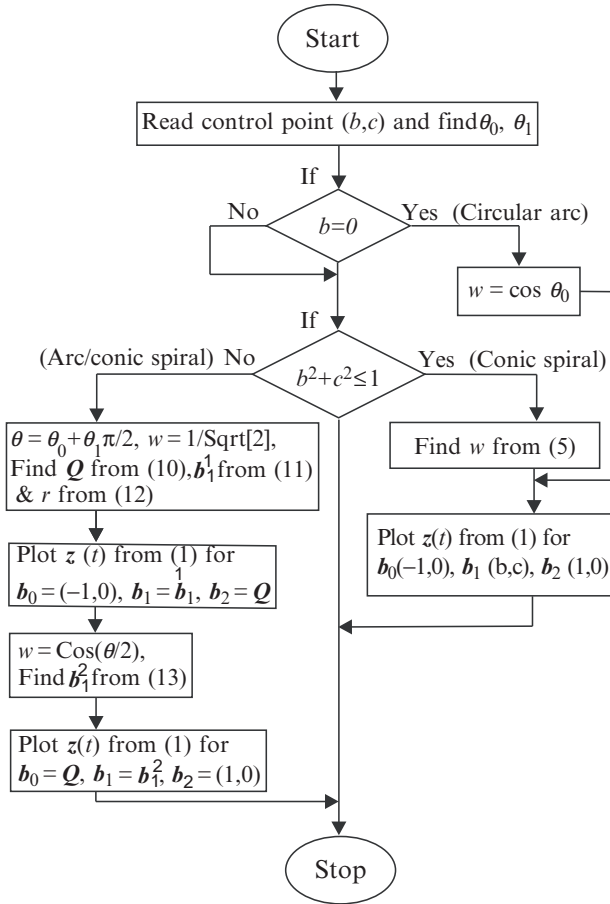 Start
Read control point (b,c) and findθ₀, θ₁
If
No
b=0
Yes (Circular arc)
w = cos θ₀
If
(Arc/conic spiral) No
b²+c²≤1
Yes (Conic spiral)
θ = θ₀+θ₁π/2, w = 1/Sqrt[2],
Find Q from (10), b₁¹ from (11)
& r from (12)
Find w from (5)
Plot z (t) from (1) for
b₀ = (−1,0), b₁ = b₁¹, b₂ = Q
Plot z(t) from (1) for
b₀(−1,0), b₁ (b,c), b₂ (1,0)
w = Cos(θ/2),
Find b₁² from (13)
Plot z(t) from (1) for
b₀ = Q, b₁ = b₁², b₂ = (1,0)
Stop